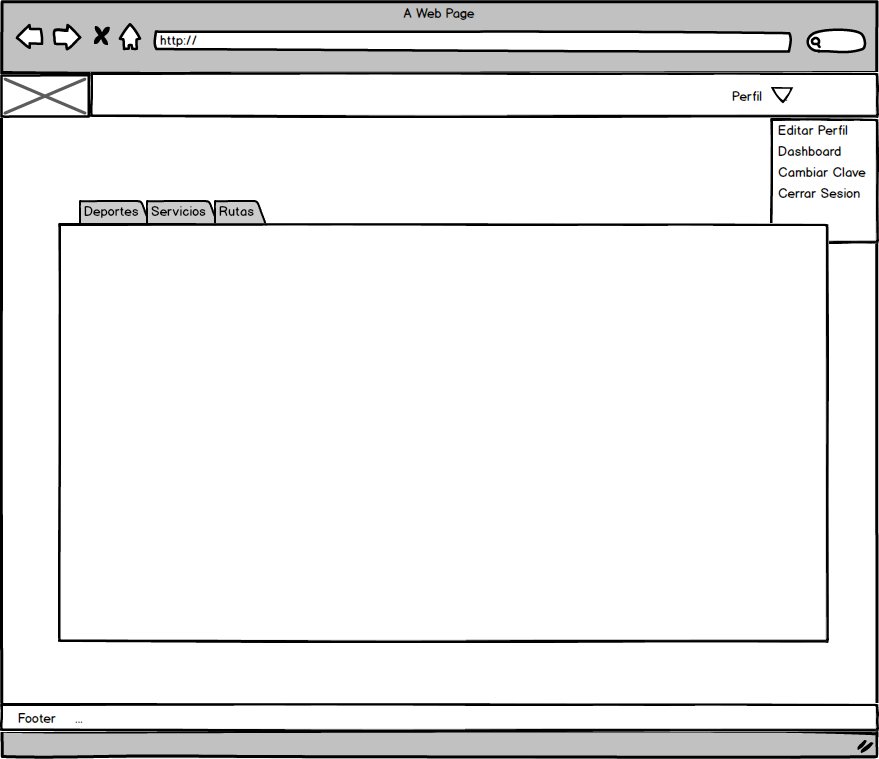 A Web Page
http://
Perfil
Editar Perfil
Dashboard
Cambiar Clave
Cerrar Sesion
Deportes Servicios Rutas
Footer ...